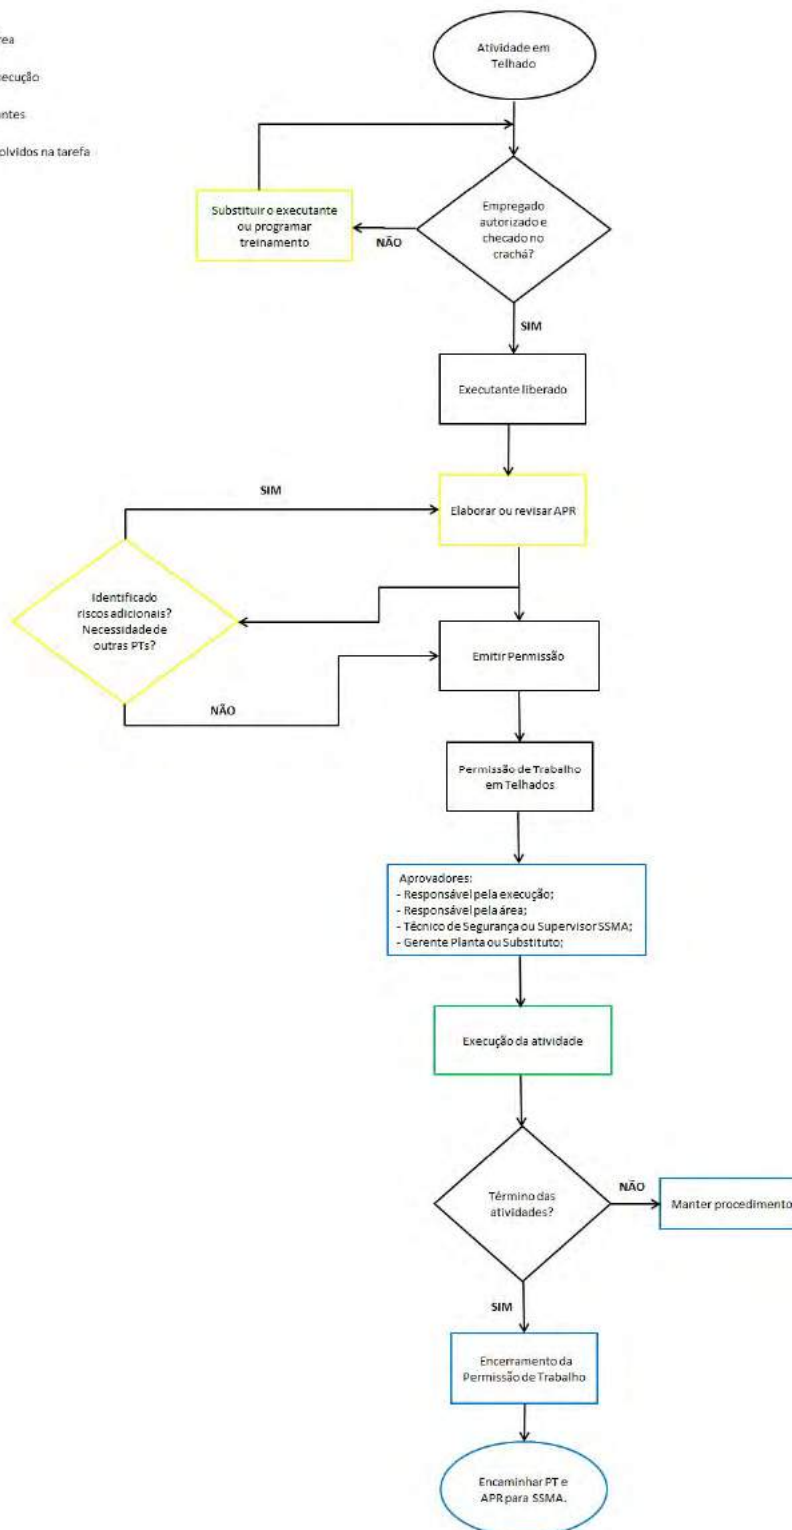 ecução
antes
olvidos na tarefa
Atividade em
Telhado
Empregado
autorizado e
checado no
crachá?
NÃO
Substituir o executante
ou programar
treinamento
SIM
Executante liberado
Elaborar ou revisar APR
SIM
Identificado
riscos adicionais?
Necessidade de
outras PTs?
NÃO
Emitir Permissão
Permissão de Trabalho
em Telhados
Aprovadores:
- Responsável pela execução;
- Responsável pela área;
- Técnico de Segurança ou Supervisor SSMA;
- Gerente Planta ou Substituto;
Execução da atividade
Término das
atividades?
NÃO
Manter procedimento
SIM
Encerramento da
Permissão de Trabalho
Encaminhar PT e
APR para SSMA.